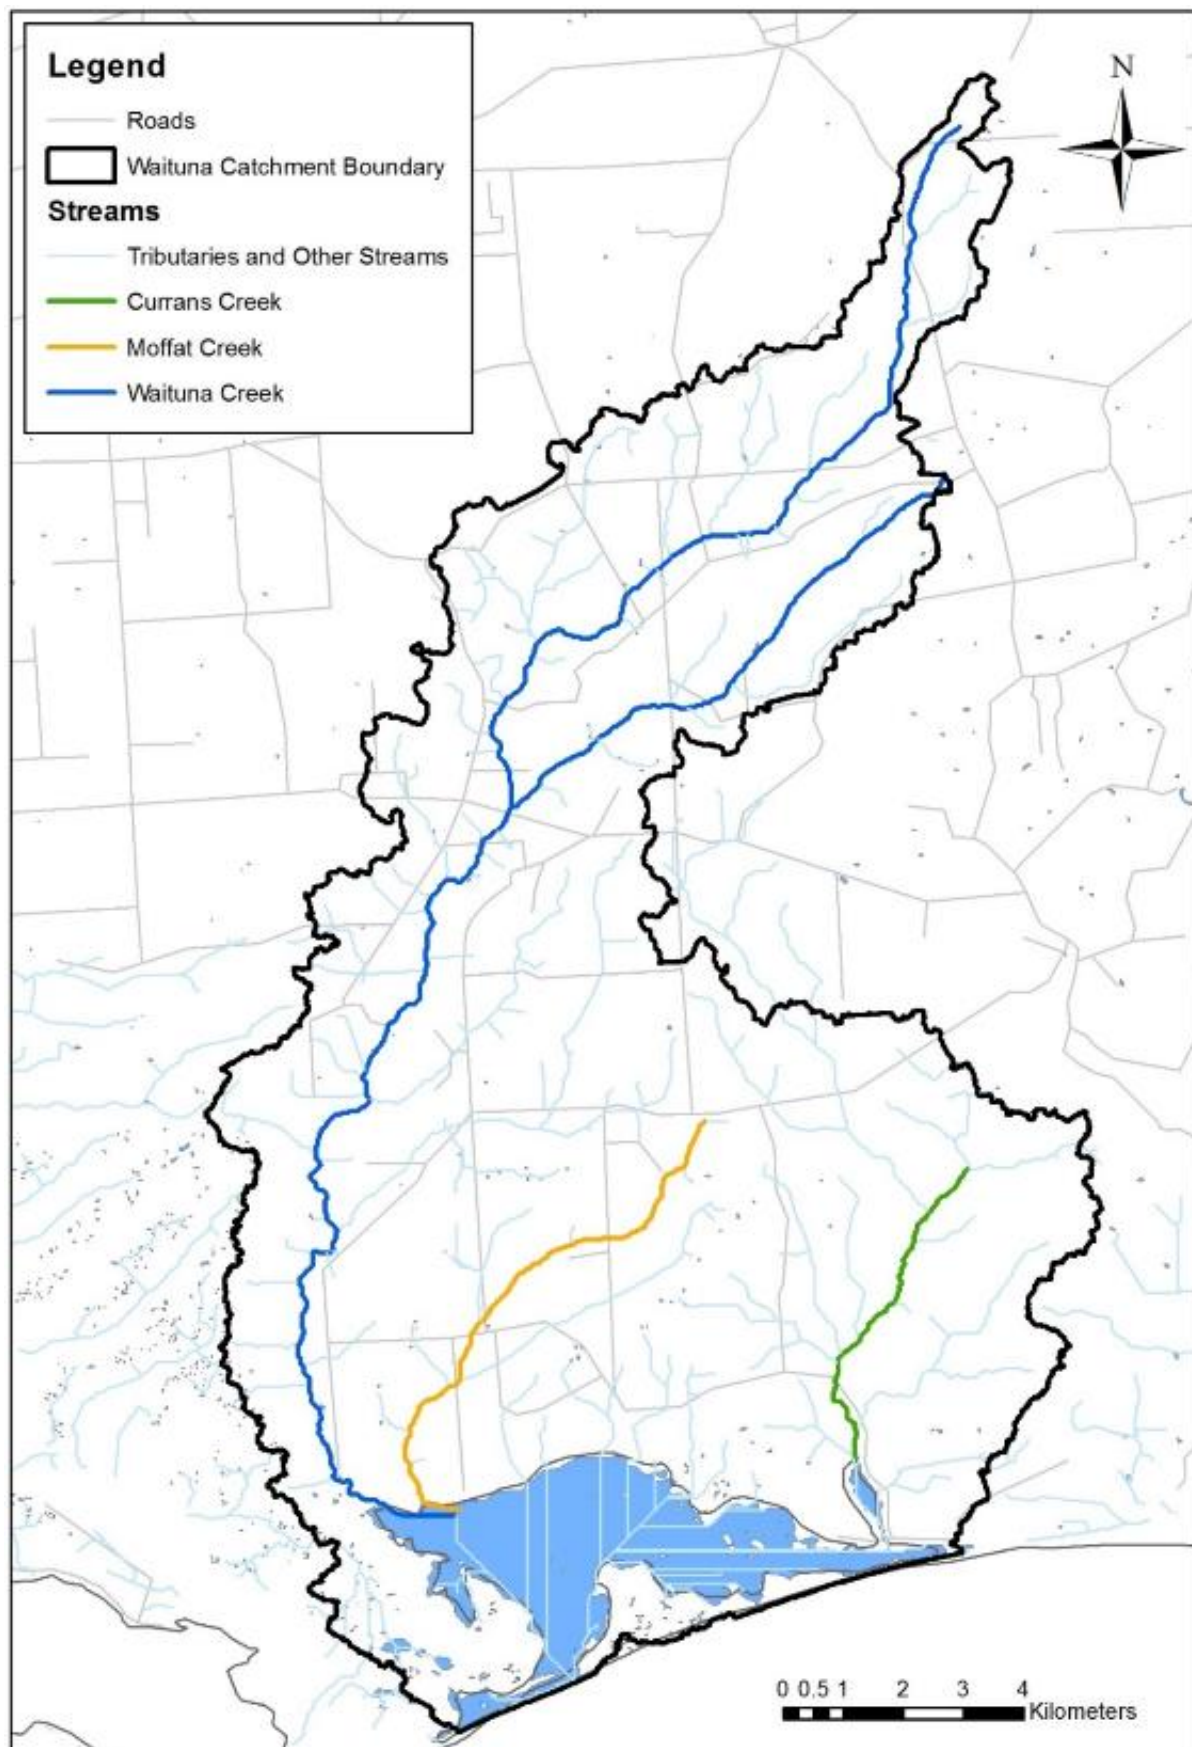 Legend
Roads
Waituna Catchment Boundary
Streams
Tributaries and Other Streams
Currans Creek
Moffat Creek
Waituna Creek
N
0 0.5 1 2 3 4
Kilometers